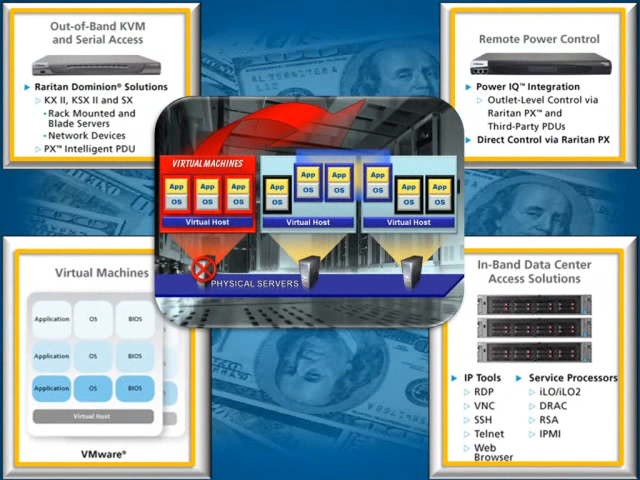 Out-of-Band KVM
and Serial Access
Raritan Dominion® Solutions
KX II, KSX II and SX
Rack Mounted and
Blade Servers
Network Devices
PX™ Intelligent PDU
Remote Power Control
Power IQ™ Integration
Outlet-Level Control via
Raritan PX™ and
Third-Party PDUs
Direct Control via Raritan PX
VIRTUAL MACHINES
App App App App App App App App App
OS OS OS OS OS OS OS OS OS
Virtual Host Virtual Host Virtual Host
PHYSICAL SERVERS
Virtual Machines
Application OS BIOS
Application OS BIOS
Application OS BIOS
Virtual Host
VMware®
In-Band Data Center
Access Solutions
IP Tools
RDP
VNC
SSH
Telnet
Web
Browser
Service Processors
iLO/iLO2
DRAC
RSA
IPMI